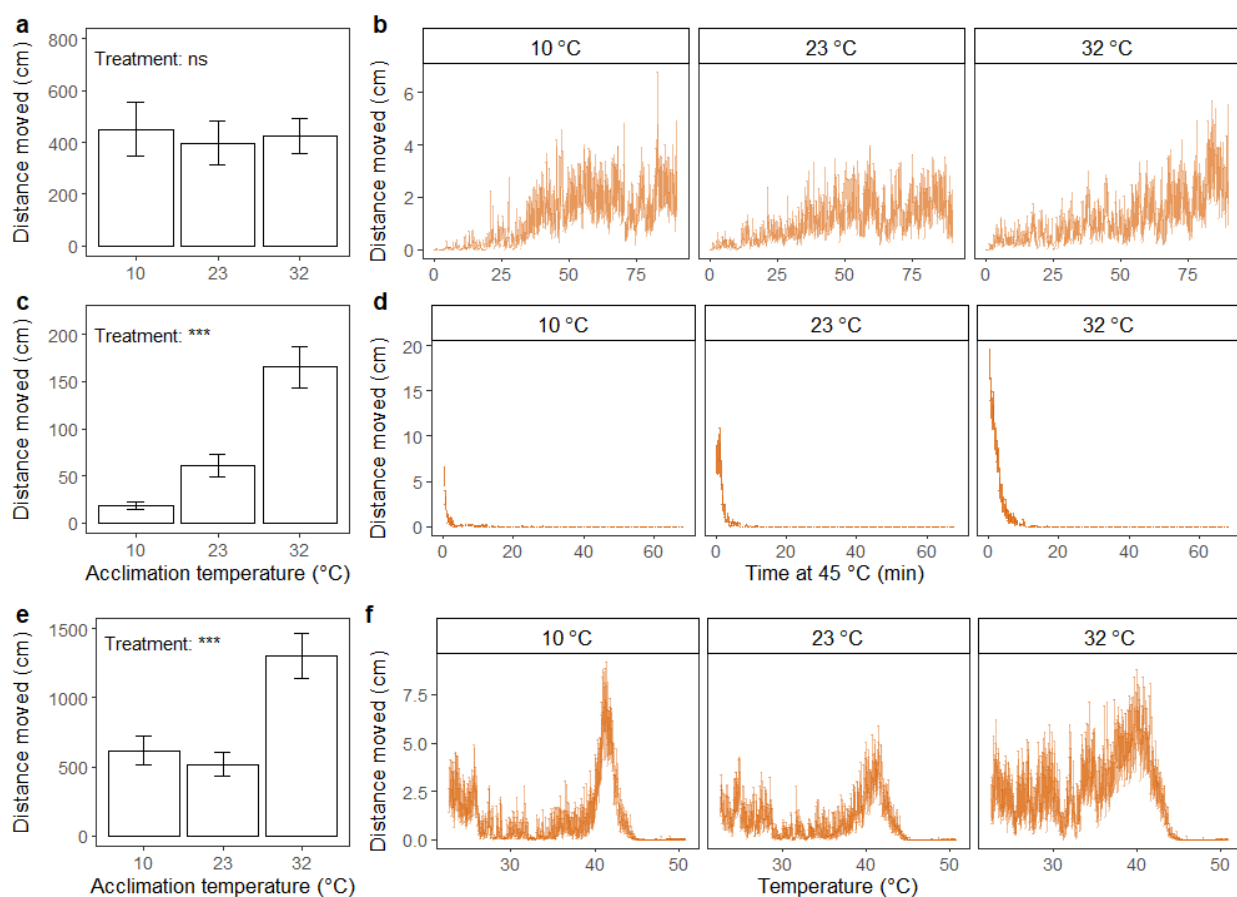 a
Distance moved (cm)
800
600
400
200
0
Treatment: ns
10 23 32
b
Distance moved (cm)
10 °C 23 °C 32 °C
6
4
2
0
0 25 50 75 0 25 50 75 0 25 50 75
c
Distance moved (cm)
200
150
100
50
0
Treatment: ***
10 23 32
Acclimation temperature (°C)
d
Distance moved (cm)
10 °C 23 °C 32 °C
20
15
10
5
0
0 20 40 60 0 20 40 60 0 20 40 60
Time at 45 °C (min)
e
Distance moved (cm)
1500
1000
500
0
Treatment: ***
10 23 32
Acclimation temperature (°C)
f
Distance moved (cm)
10 °C 23 °C 32 °C
7.5
5.0
2.5
0.0
30 40 50 30 40 50 30 40 50
Temperature (°C)